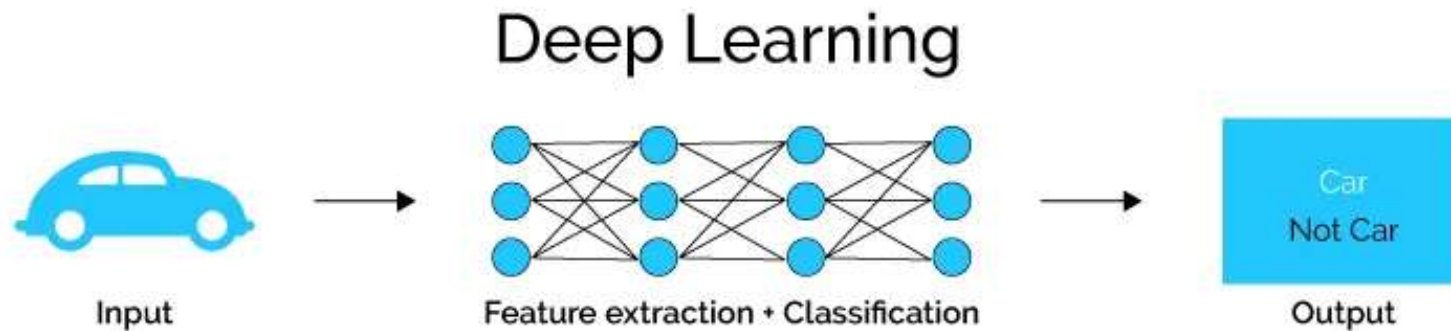 Deep Learning
Car
Not Car
Input
Feature extraction + Classification
Output